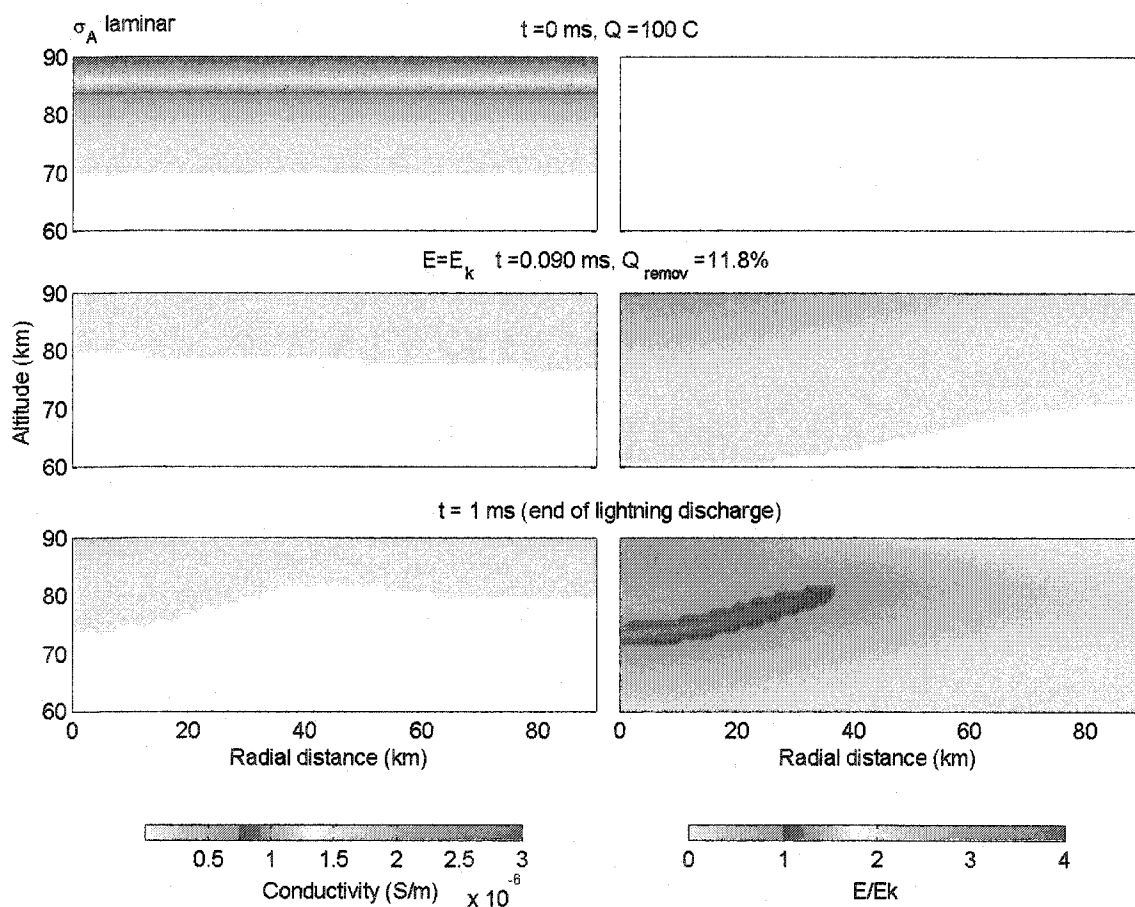 σA laminar
t=0 ms, Q =100 C
90
80
70
60
E=Ek t=0.090 ms, Qremov =11.8%
90
80
70
60
Altitude (km)
t = 1 ms (end of lightning discharge)
90
80
70
60
0 20 40 60 80
0 20 40 60 80
Radial distance (km)
Radial distance (km)
0.5 1 1.5 2 2.5 3
Conductivity (S/m) x 10^-6
0 1 2 3 4
E/Ek